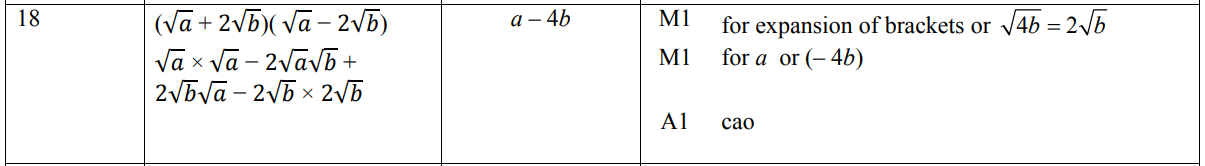 18
(√a + 2√b)( √a − 2√b)
√a × √a − 2√a√b +
2√b√a − 2√b × 2√b
a – 4b
M1 for expansion of brackets or √4b = 2√b
M1 for a or (– 4b)
A1 cao